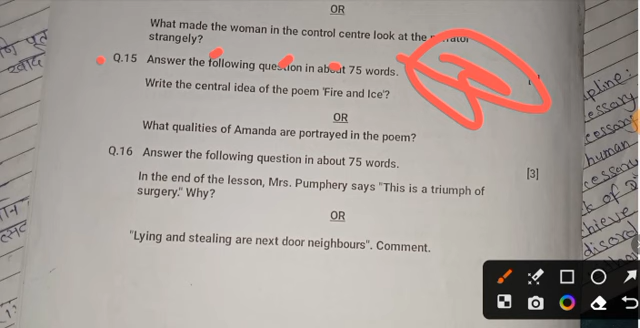 OR
What made the woman in the control centre look at the
strangely?
Q.15 Answer the following question in about 75 words.
Write the central idea of the poem 'Fire and Ice'?
OR
What qualities of Amanda are portrayed in the poem?
Q.16 Answer the following question in about 75 words.
[3]
In the end of the lesson, Mrs. Pumphery says "This is a triumph of
surgery." Why?
OR
"Lying and stealing are next door neighbours". Comment.